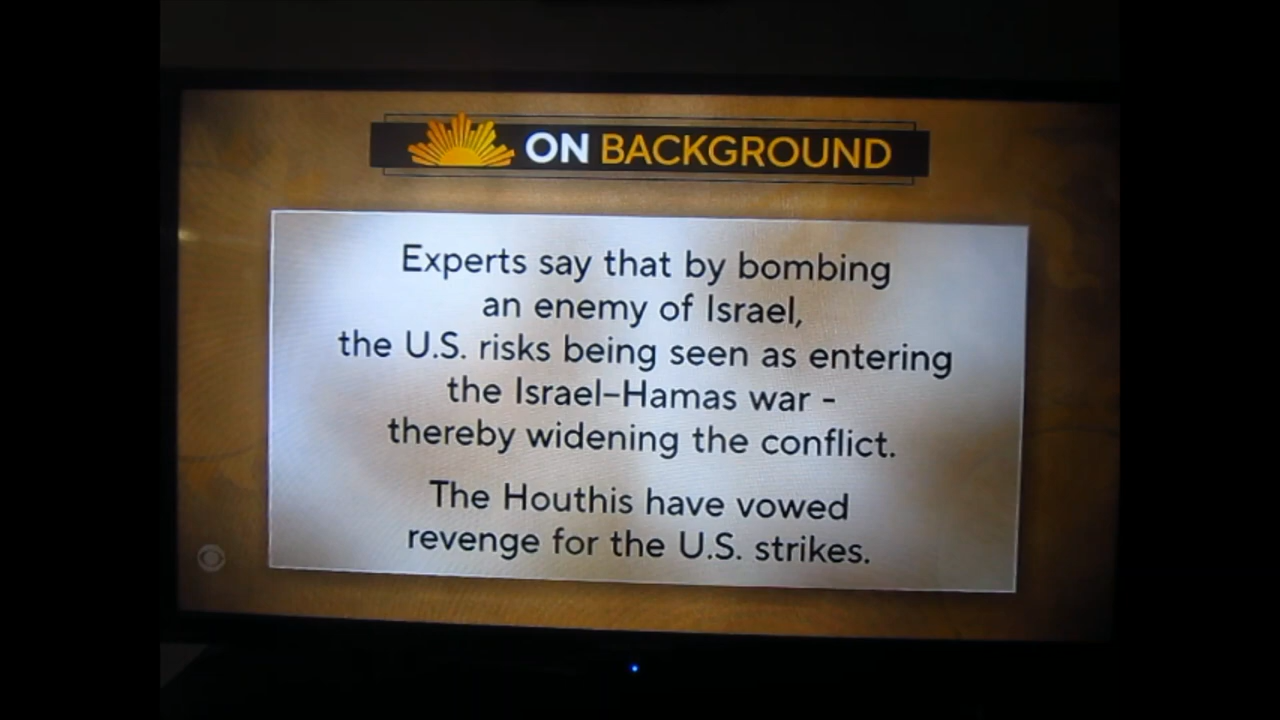 ON BACKGROUND
Experts say that by bombing
an enemy of Israel,
the U.S. risks being seen as entering
the Israel–Hamas war -
thereby widening the conflict.
The Houthis have vowed
revenge for the U.S. strikes.